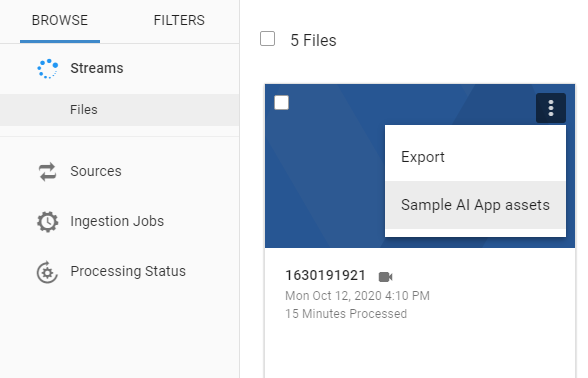 BROWSE
FILTERS
Streams
Files
Sources
Ingestion Jobs
Processing Status
5 Files
Export
Sample AI App assets
1630191921
Mon Oct 12, 2020 4:10 PM
15 Minutes Processed